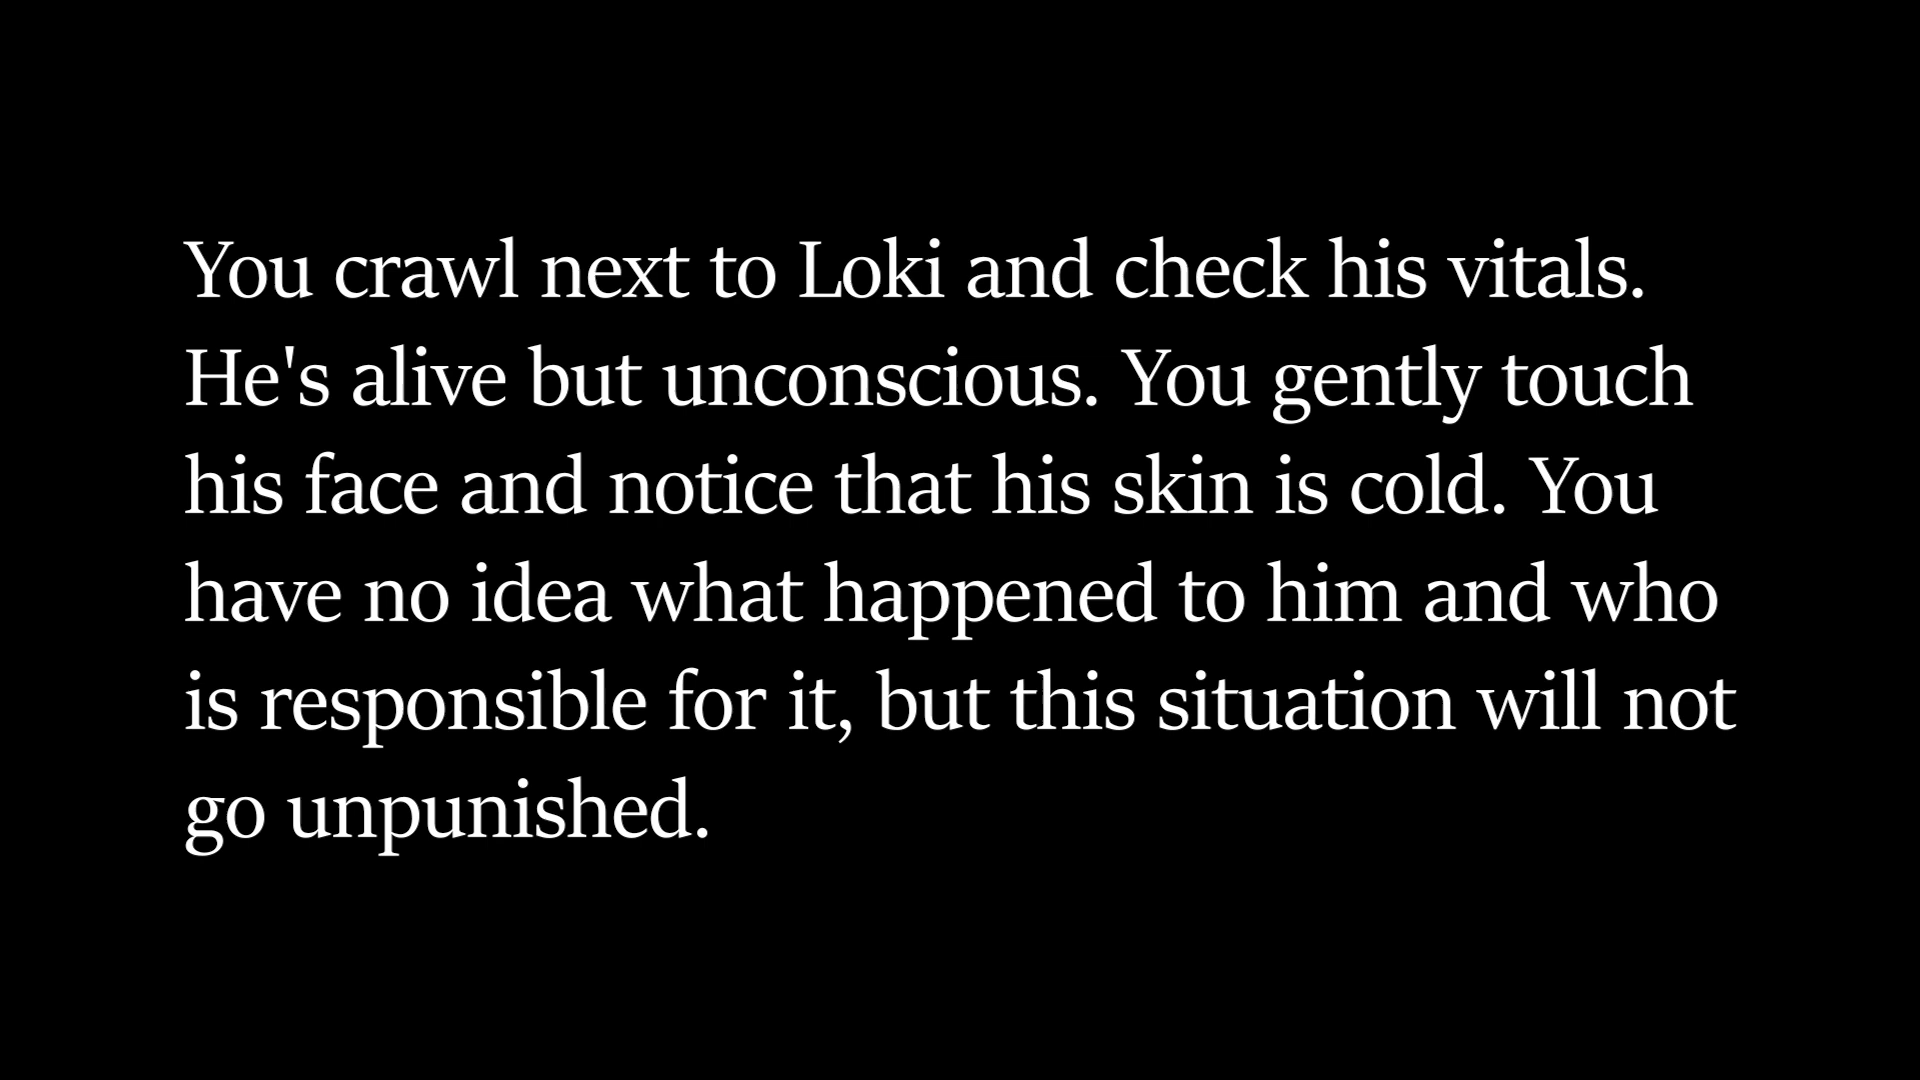 You crawl next to Loki and check his vitals.
He's alive but unconscious. You gently touch
his face and notice that his skin is cold. You
have no idea what happened to him and who
is responsible for it, but this situation will not
go unpunished.